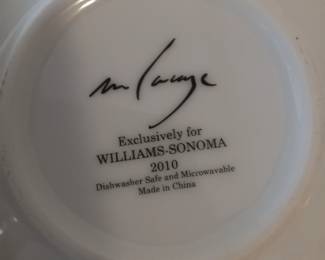 Exclusively for
WILLIAMS-SONOMA
2010
Dishwasher Safe and Microwavable
Made in China